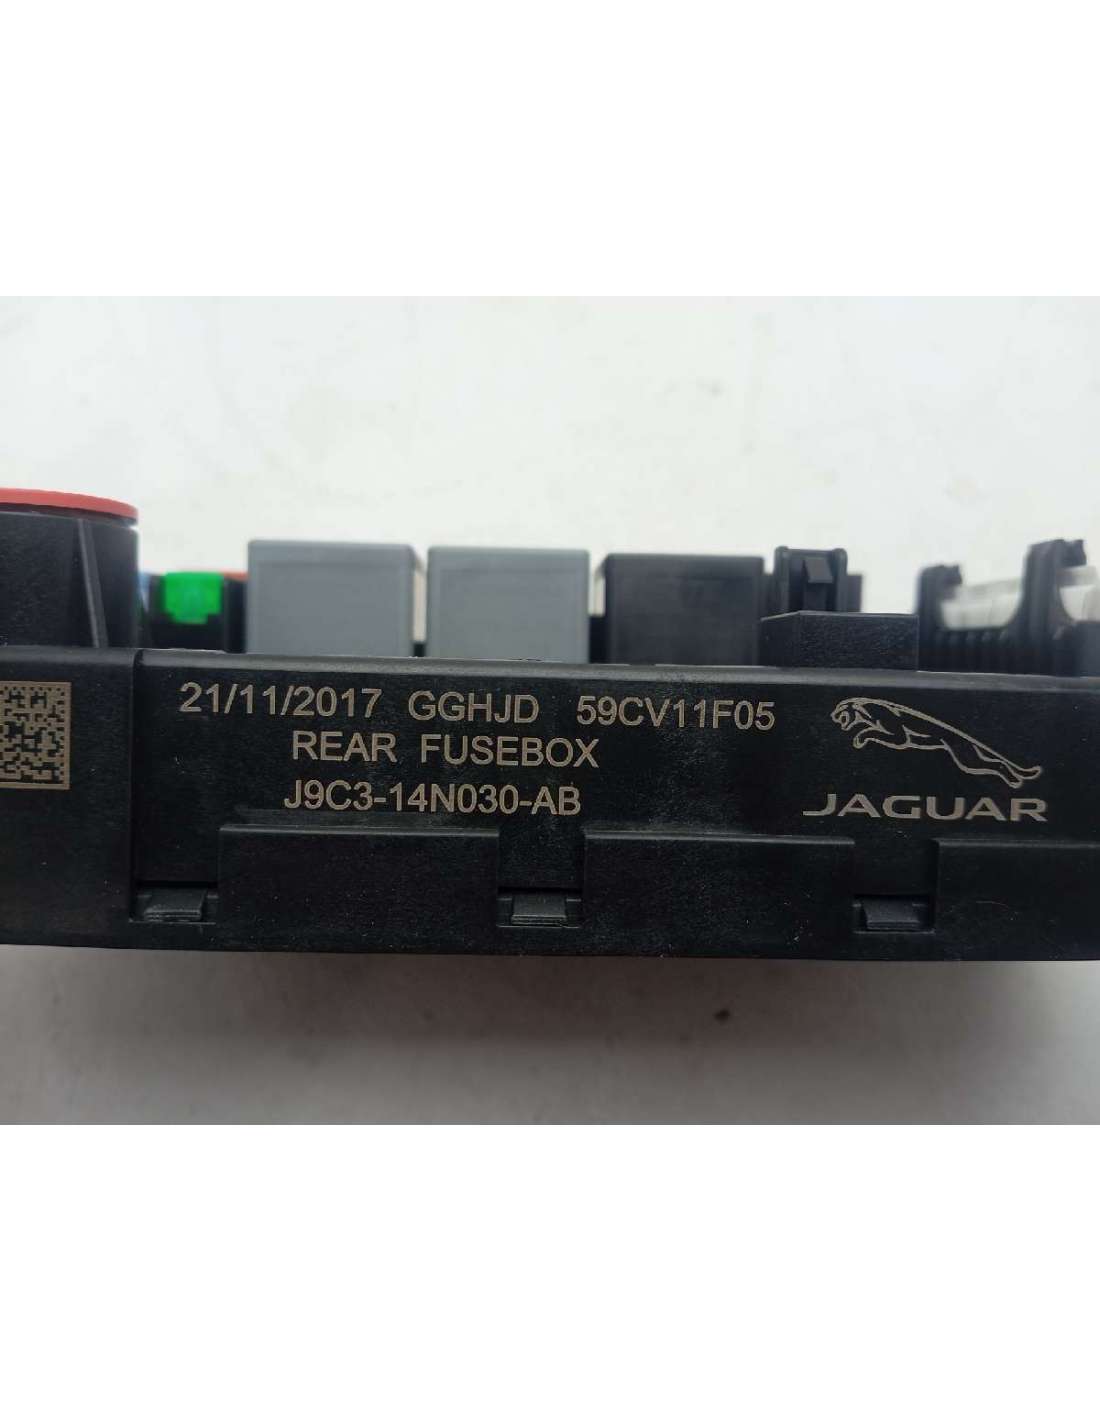 21/11/2017 GGHJD 59CV11F05
REAR FUSEBOX
J9C3-14N030-AB
JAGUAR